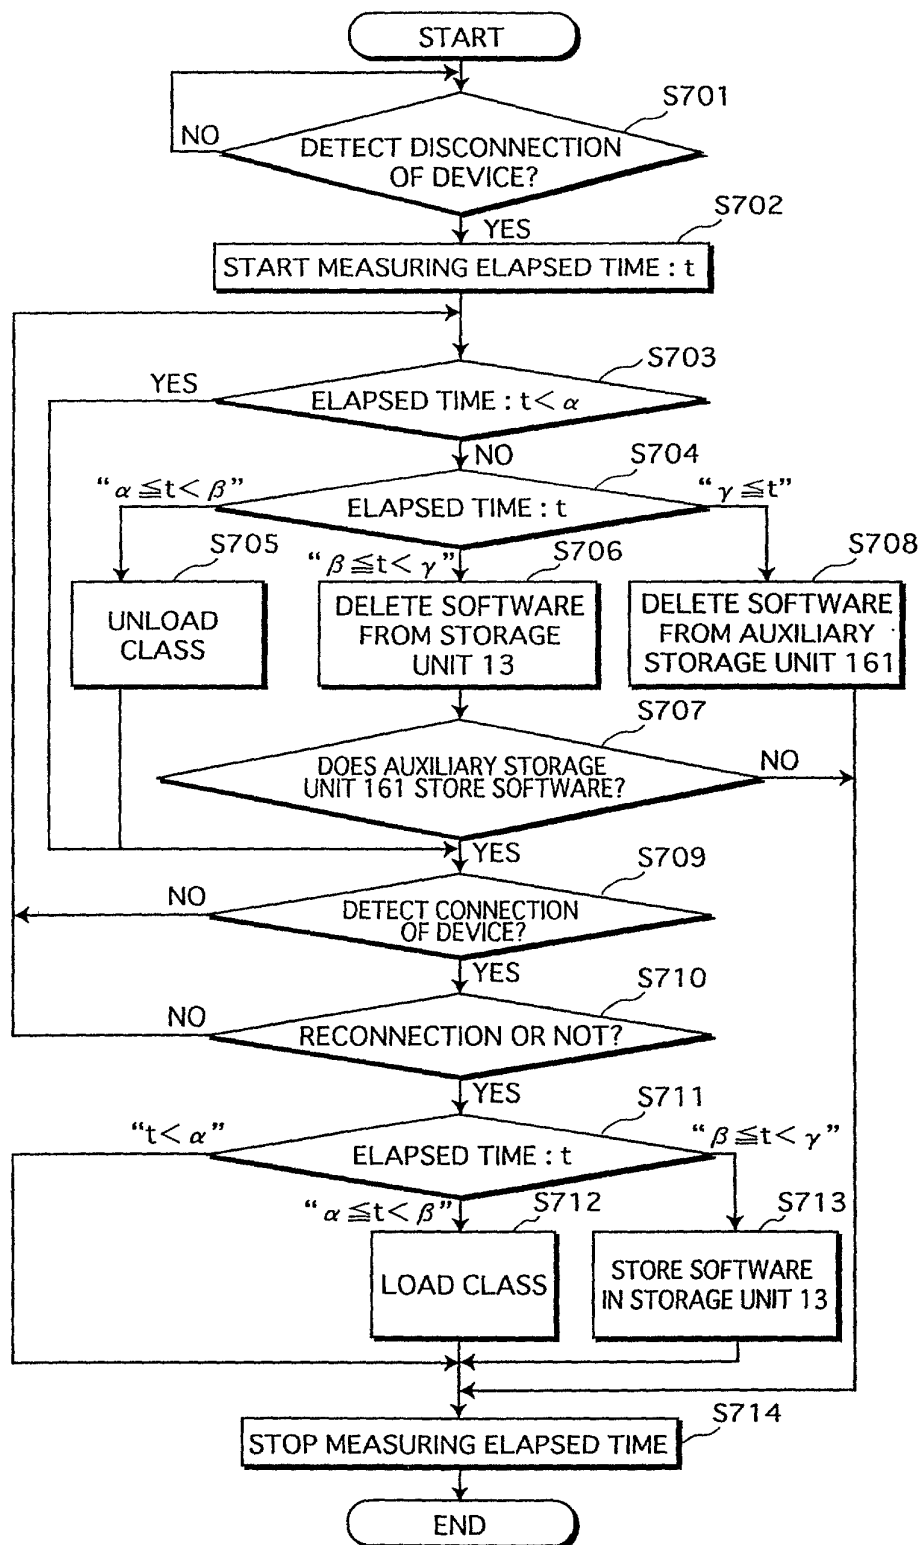 START
S701
NO
DETECT DISCONNECTION
OF DEVICE?
S702
YES
START MEASURING ELAPSED TIME : t
S703
YES
ELAPSED TIME : t< α
NO
S704
“α ≦t< β”
ELAPSED TIME : t
“γ ≦t”
S705
“β ≦t< γ”
S706
S708
UNLOAD
CLASS
DELETE SOFTWARE
FROM STORAGE
UNIT 13
DELETE SOFTWARE
FROM AUXILIARY
STORAGE UNIT 161
S707
DOES AUXILIARY STORAGE
UNIT 161 STORE SOFTWARE?
NO
YES
S709
NO
DETECT CONNECTION
OF DEVICE?
YES
S710
NO
RECONNECTION OR NOT?
YES
S711
“t< α”
ELAPSED TIME : t
“β ≦t< γ”
“α ≦t< β”
S712
S713
LOAD CLASS
STORE SOFTWARE
IN STORAGE UNIT 13
S714
STOP MEASURING ELAPSED TIME
END